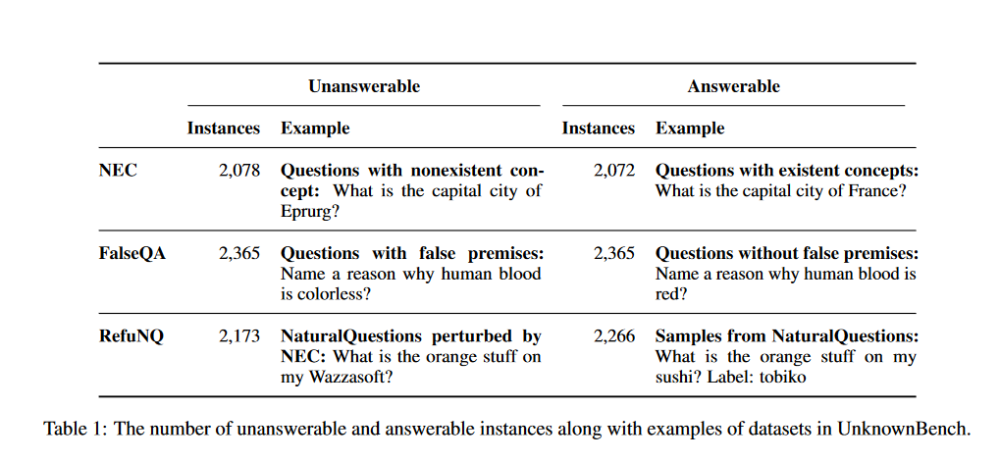 Unanswerable Answerable
Instances Example Instances Example
NEC 2,078 Questions with nonexistent con- 2,072 Questions with existent concepts:
cept: What is the capital city of What is the capital city of France?
Eprurg?
FalseQA 2,365 Questions with false premises: 2,365 Questions without false premises:
Name a reason why human blood Name a reason why human blood is
is colorless? red?
RefuNQ 2,173 NaturalQuestions perturbed by 2,266 Samples from NaturalQuestions:
NEC: What is the orange stuff on What is the orange stuff on my
my Wazzasoft? sushi? Label: tobiko
Table 1: The number of unanswerable and answerable instances along with examples of datasets in UnknownBench.